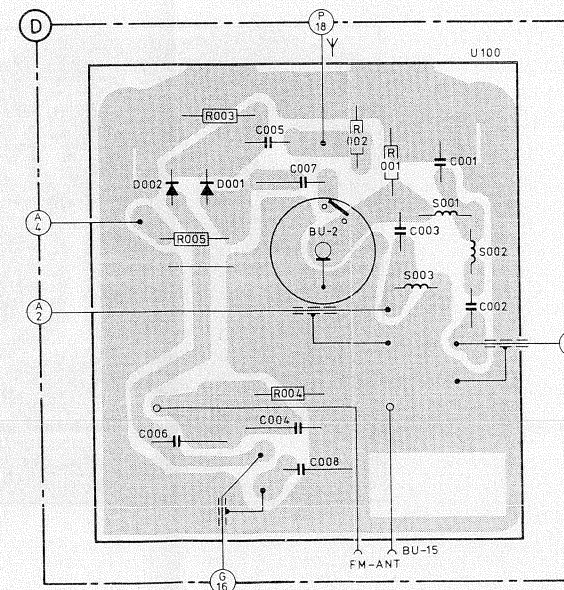 D
P
18
U100
R003
C005
R
002
R
001
C001
D002
D001
C007
S001
A
4
BU-2
C003
R005
S002
S003
A
2
C002
R004
C004
C006
C008
BU-15
FM-ANT
G
16